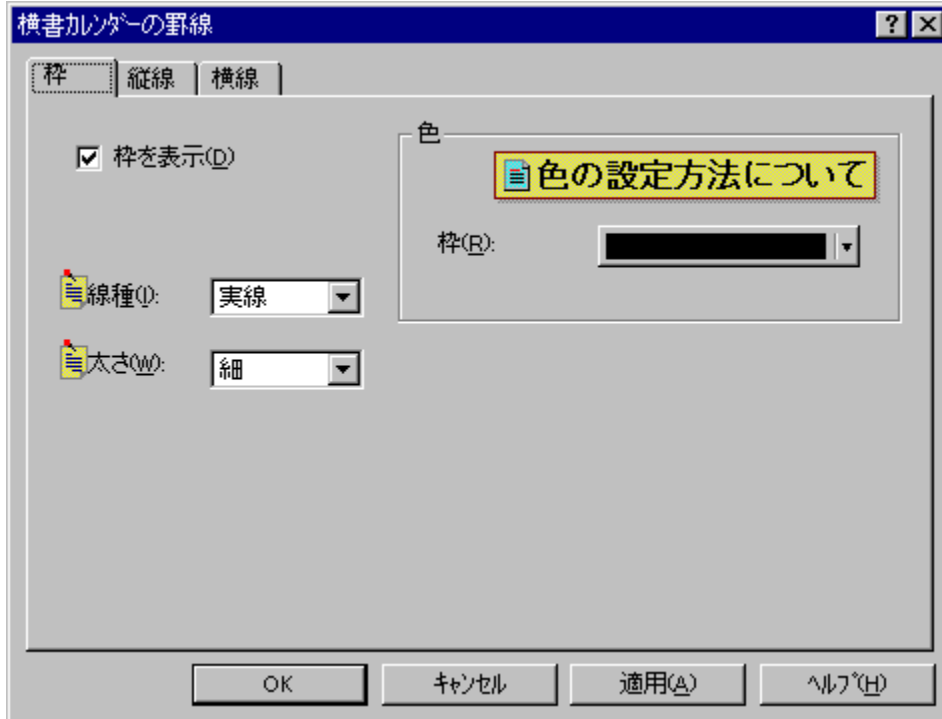 横書ｶﾚﾝﾀﾞｰの罫線
枠 縦線 横線
枠を表示(D)
色
色の設定方法について
枠(R):
線種(I): 実線
太さ(W): 細
OK ｷｬﾝｾﾙ 適用(A) ﾍﾙﾌﾟ(H)